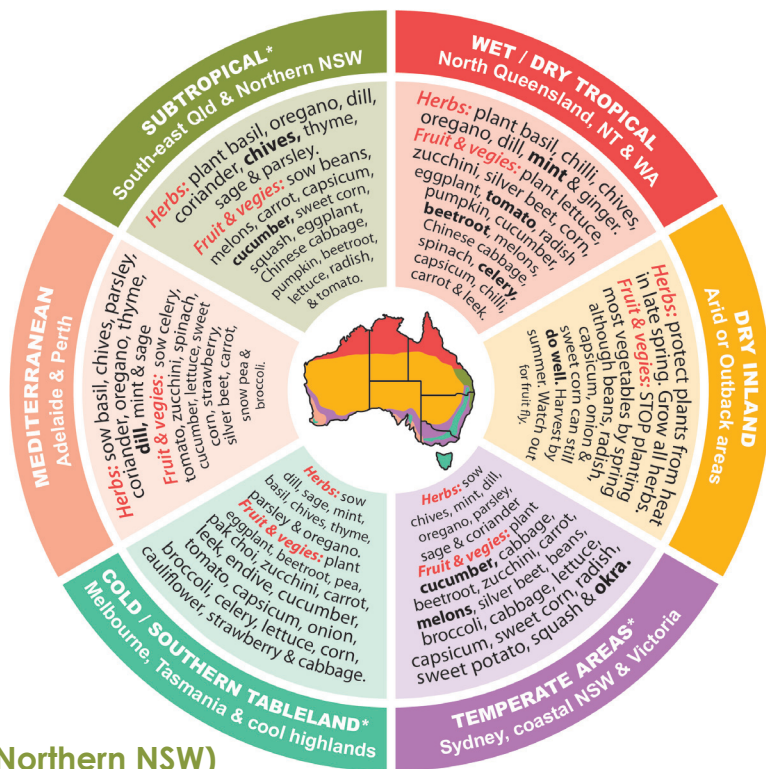 SUBTROPICAL*
South-east Qld & Northern NSW
Herbs: plant basil, oregano, dill,
coriander, chives, thyme,
sage & parsley.
Fruit & vegies: sow beans,
melons, carrot, capsicum,
cucumber, sweet corn,
squash, eggplant,
Chinese cabbage,
pumpkin, beetroot,
lettuce, radish,
& tomato.
WET / DRY TROPICAL
North Queensland, NT & WA
Herbs: plant basil, chilli, chives,
oregano, dill, mint & ginger.
Fruit & vegies: plant lettuce,
zucchini, silver beet, corn,
eggplant, tomato, radish
pumpkin, cucumber,
beetroot, melons,
Chinese cabbage,
spinach, celery,
capsicum, chilli,
carrot & leek.
DRY INLAND
Arid or Outback areas
Herbs: protect plants from heat
in late spring. Grow all herbs.
Fruit & vegies: STOP planting
most vegetables by spring
although beans, radish,
capsicum, onion &
sweet corn can still
do well. Harvest by
summer. Watch out
for fruit fly.
TEMPERATE AREAS*
Sydney, coastal NSW & Victoria
Herbs: sow
chives, mint, dill,
oregano, parsley,
sage & coriander
Fruit & vegies: plant
cucumber, cabbage,
beetroot, zucchini, carrot,
melons, silver beet, beans,
broccoli, cabbage, lettuce,
capsicum, sweet corn, radish,
sweet potato, squash & okra.
COLD / SOUTHERN TABLELAND*
Melbourne, Tasmania & cool highlands
Herbs: sow
dill, sage, mint,
basil, chives, thyme,
parsley & oregano.
Fruit & vegies: plant
eggplant, beetroot, pea,
pak choi, zucchini, carrot,
leek, endive, cucumber,
tomato, capsicum, onion,
broccoli, celery, lettuce, corn,
cauliflower, strawberry & cabbage.
MEDITERRANEAN
Adelaide & Perth
Herbs: sow basil, chives, parsley,
coriander, oregano, thyme,
dill, mint & sage
Fruit & vegies: sow celery,
tomato, zucchini, spinach,
cucumber, lettuce, sweet
corn, strawberry,
silver beet, carrot,
snow pea &
broccoli.
Northern NSW)